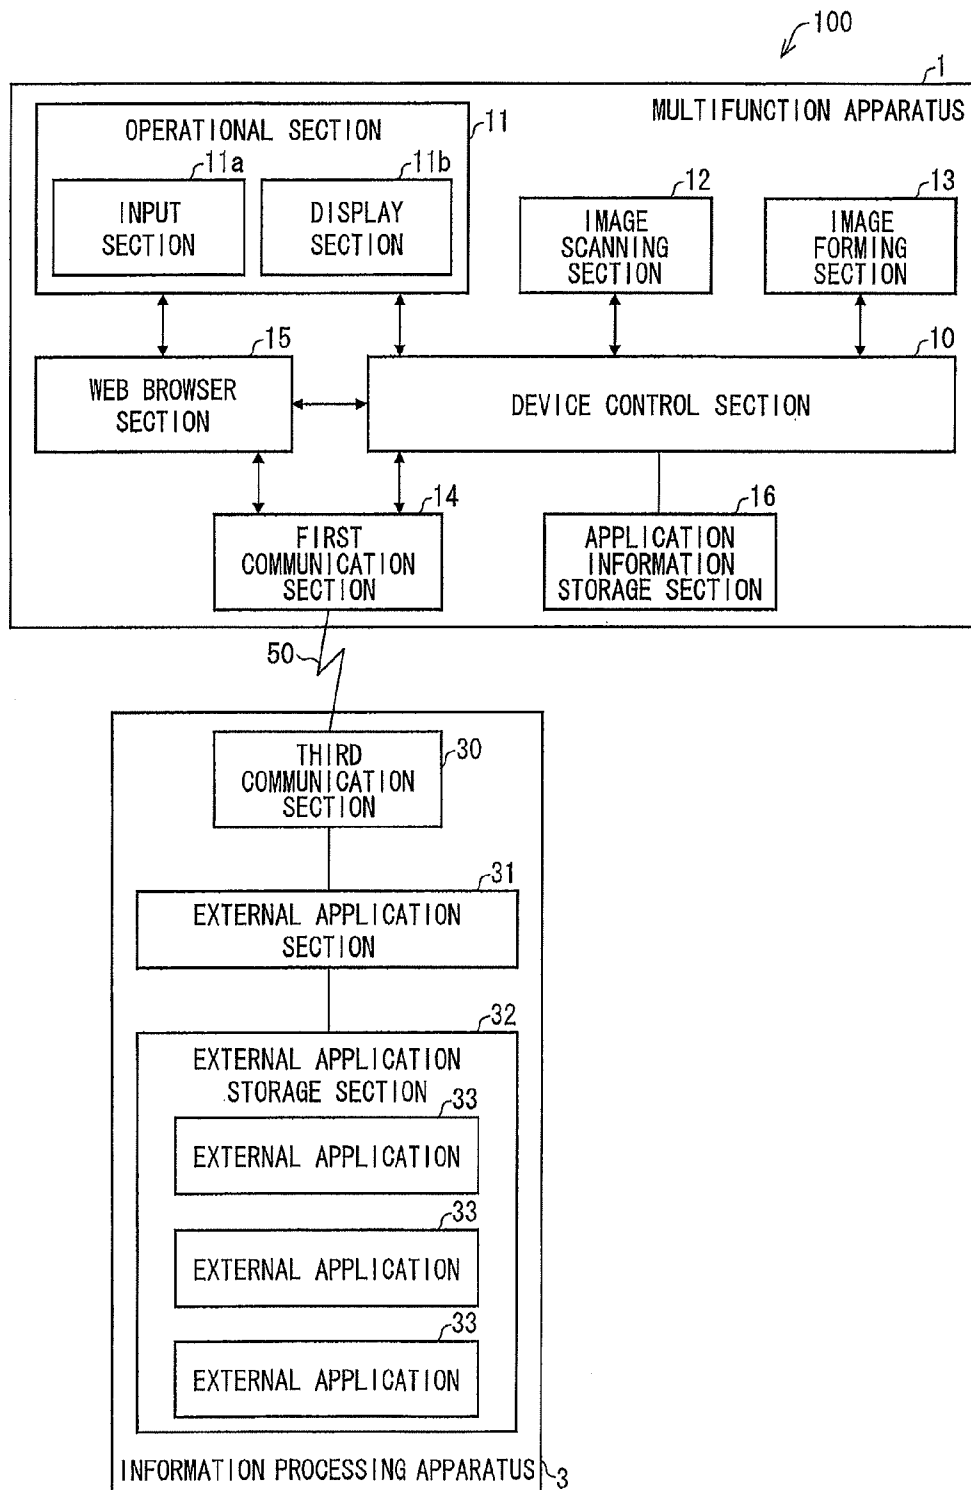 100
1
MULTIFUNCTION APPARATUS
OPERATIONAL SECTION
11
11a
INPUT
SECTION
11b
DISPLAY
SECTION
12
IMAGE
SCANNING
SECTION
13
IMAGE
FORMING
SECTION
15
WEB BROWSER
SECTION
10
DEVICE CONTROL SECTION
14
FIRST
COMMUNICATION
SECTION
16
APPLICATION
INFORMATION
STORAGE SECTION
50
THIRD
COMMUNICATION
SECTION
30
31
EXTERNAL APPLICATION
SECTION
32
EXTERNAL APPLICATION
STORAGE SECTION
33
EXTERNAL APPLICATION
33
EXTERNAL APPLICATION
33
EXTERNAL APPLICATION
INFORMATION PROCESSING APPARATUS
3